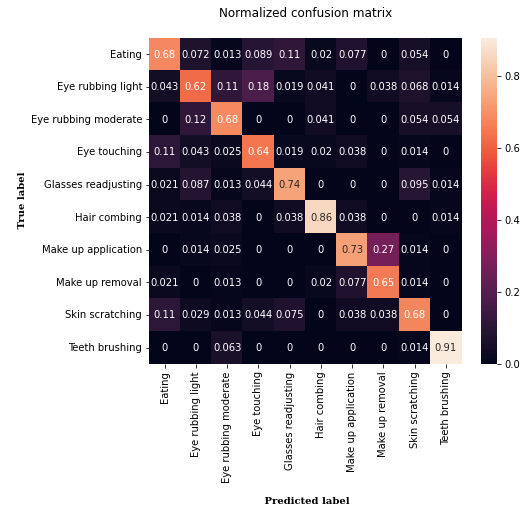 Normalized confusion matrix
True label
Eating 0.68 0.072 0.013 0.089 0.11 0.02 0.077 0 0.054 0
Eye rubbing light 0.043 0.62 0.11 0.18 0.019 0.041 0 0.038 0.068 0.014
Eye rubbing moderate 0 0.12 0.68 0 0 0.041 0 0 0.054 0.054
Eye touching 0.11 0.043 0.025 0.64 0.019 0.02 0.038 0 0.014 0
Glasses readjusting 0.021 0.087 0.013 0.044 0.74 0 0 0 0.095 0.014
Hair combing 0.021 0.014 0.038 0 0.038 0.86 0.038 0 0 0.014
Make up application 0 0.014 0.025 0 0 0 0.73 0.27 0.014 0
Make up removal 0.021 0 0.013 0 0 0.02 0.077 0.65 0.014 0
Skin scratching 0.11 0.029 0.013 0.044 0.075 0 0.038 0.038 0.68 0
Teeth brushing 0 0 0.063 0 0 0 0 0 0.014 0.91
Eating
Eye rubbing light
Eye rubbing moderate
Eye touching
Glasses readjusting
Hair combing
Make up application
Make up removal
Skin scratching
Teeth brushing
Predicted label
0.8
0.6
0.4
0.2
0.0